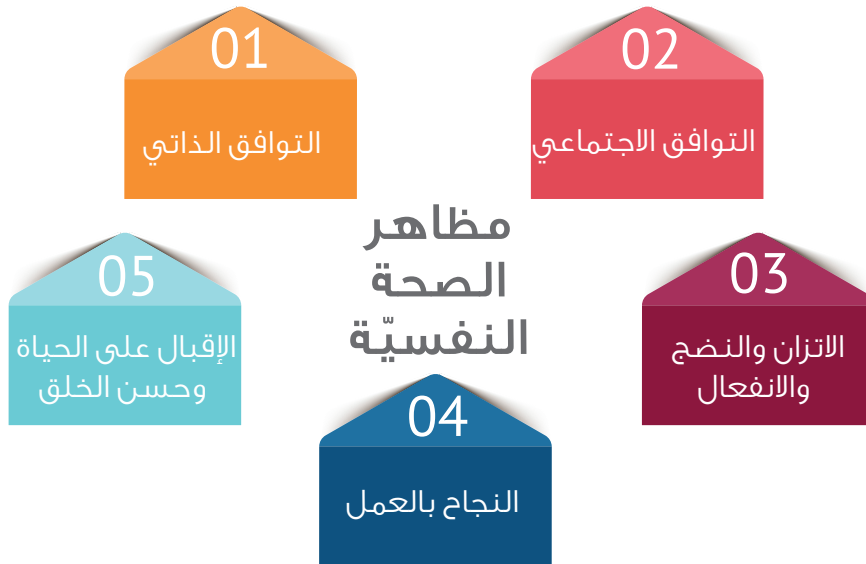 مظاهر
الصحة
النفسيّة
01
التوافق الذاتي
02
التوافق الاجتماعي
03
الاتزان والنضج
والانفعال
04
النجاح بالعمل
05
الإقبال على الحياة
وحسن الخلق